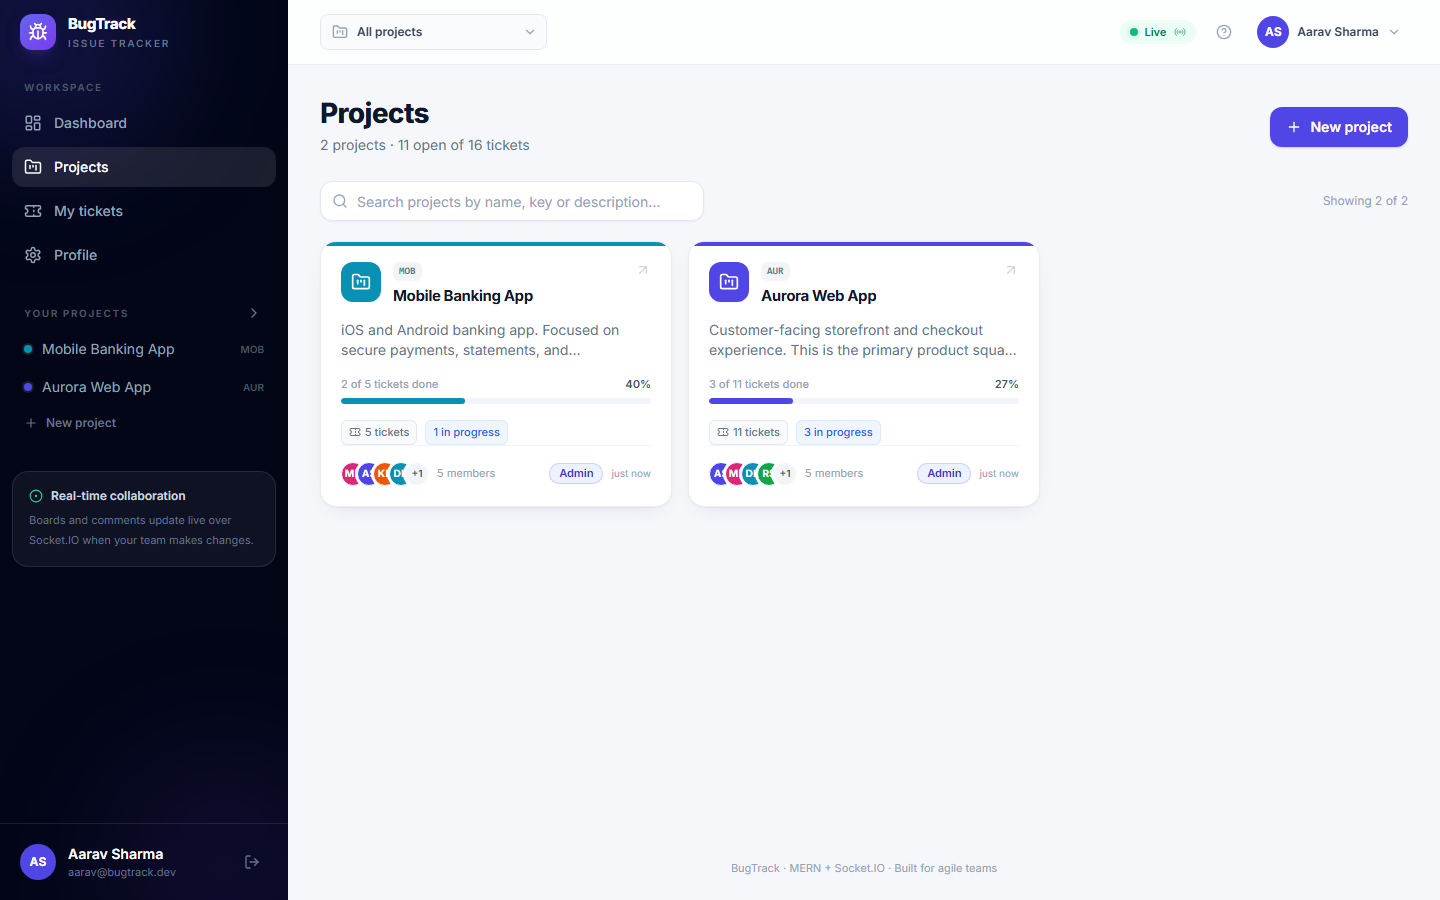 BugTrack
ISSUE TRACKER
WORKSPACE
Dashboard
Projects
My tickets
Profile
YOUR PROJECTS
Mobile Banking App MOB
Aurora Web App AUR
+ New project
Real-time collaboration
Boards and comments update live over
Socket.IO when your team makes changes.
AS
Aarav Sharma
aarav@bugtrack.dev
All projects
Live
AS Aarav Sharma
Projects
2 projects · 11 open of 16 tickets
+ New project
Search projects by name, key or description...
Showing 2 of 2
MOB
Mobile Banking App
iOS and Android banking app. Focused on
secure payments, statements, and...
2 of 5 tickets done 40%
5 tickets 1 in progress
+1 5 members Admin just now
AUR
Aurora Web App
Customer-facing storefront and checkout
experience. This is the primary product squa...
3 of 11 tickets done 27%
11 tickets 3 in progress
+1 5 members Admin just now
BugTrack · MERN + Socket.IO · Built for agile teams